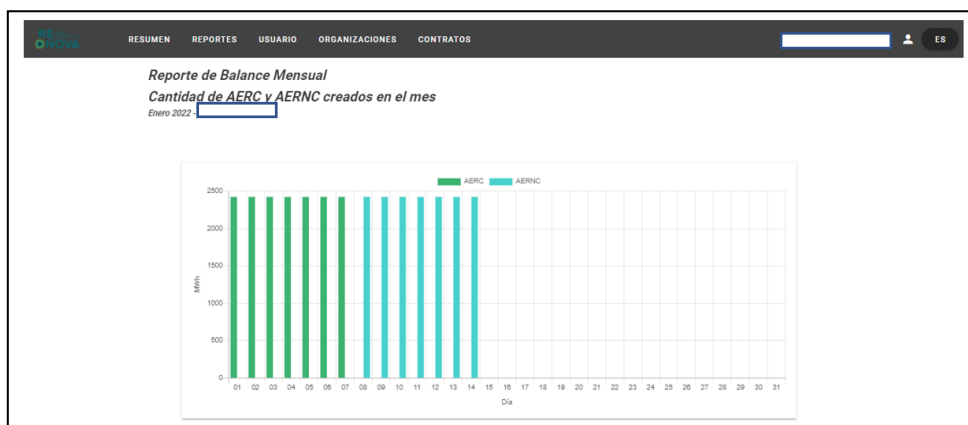 RE
NOVA
RESUMEN REPORTES USUARIO ORGANIZACIONES CONTRATOS ES
Reporte de Balance Mensual
Cantidad de AERC y AERNC creados en el mes
Enero 2022 -
AERC AERNC
2500
2000
1500
1000
500
0
MWh
01 02 03 04 05 06 07 08 09 10 11 12 13 14 15 16 17 18 19 20 21 22 23 24 25 26 27 28 29 30 31
Día